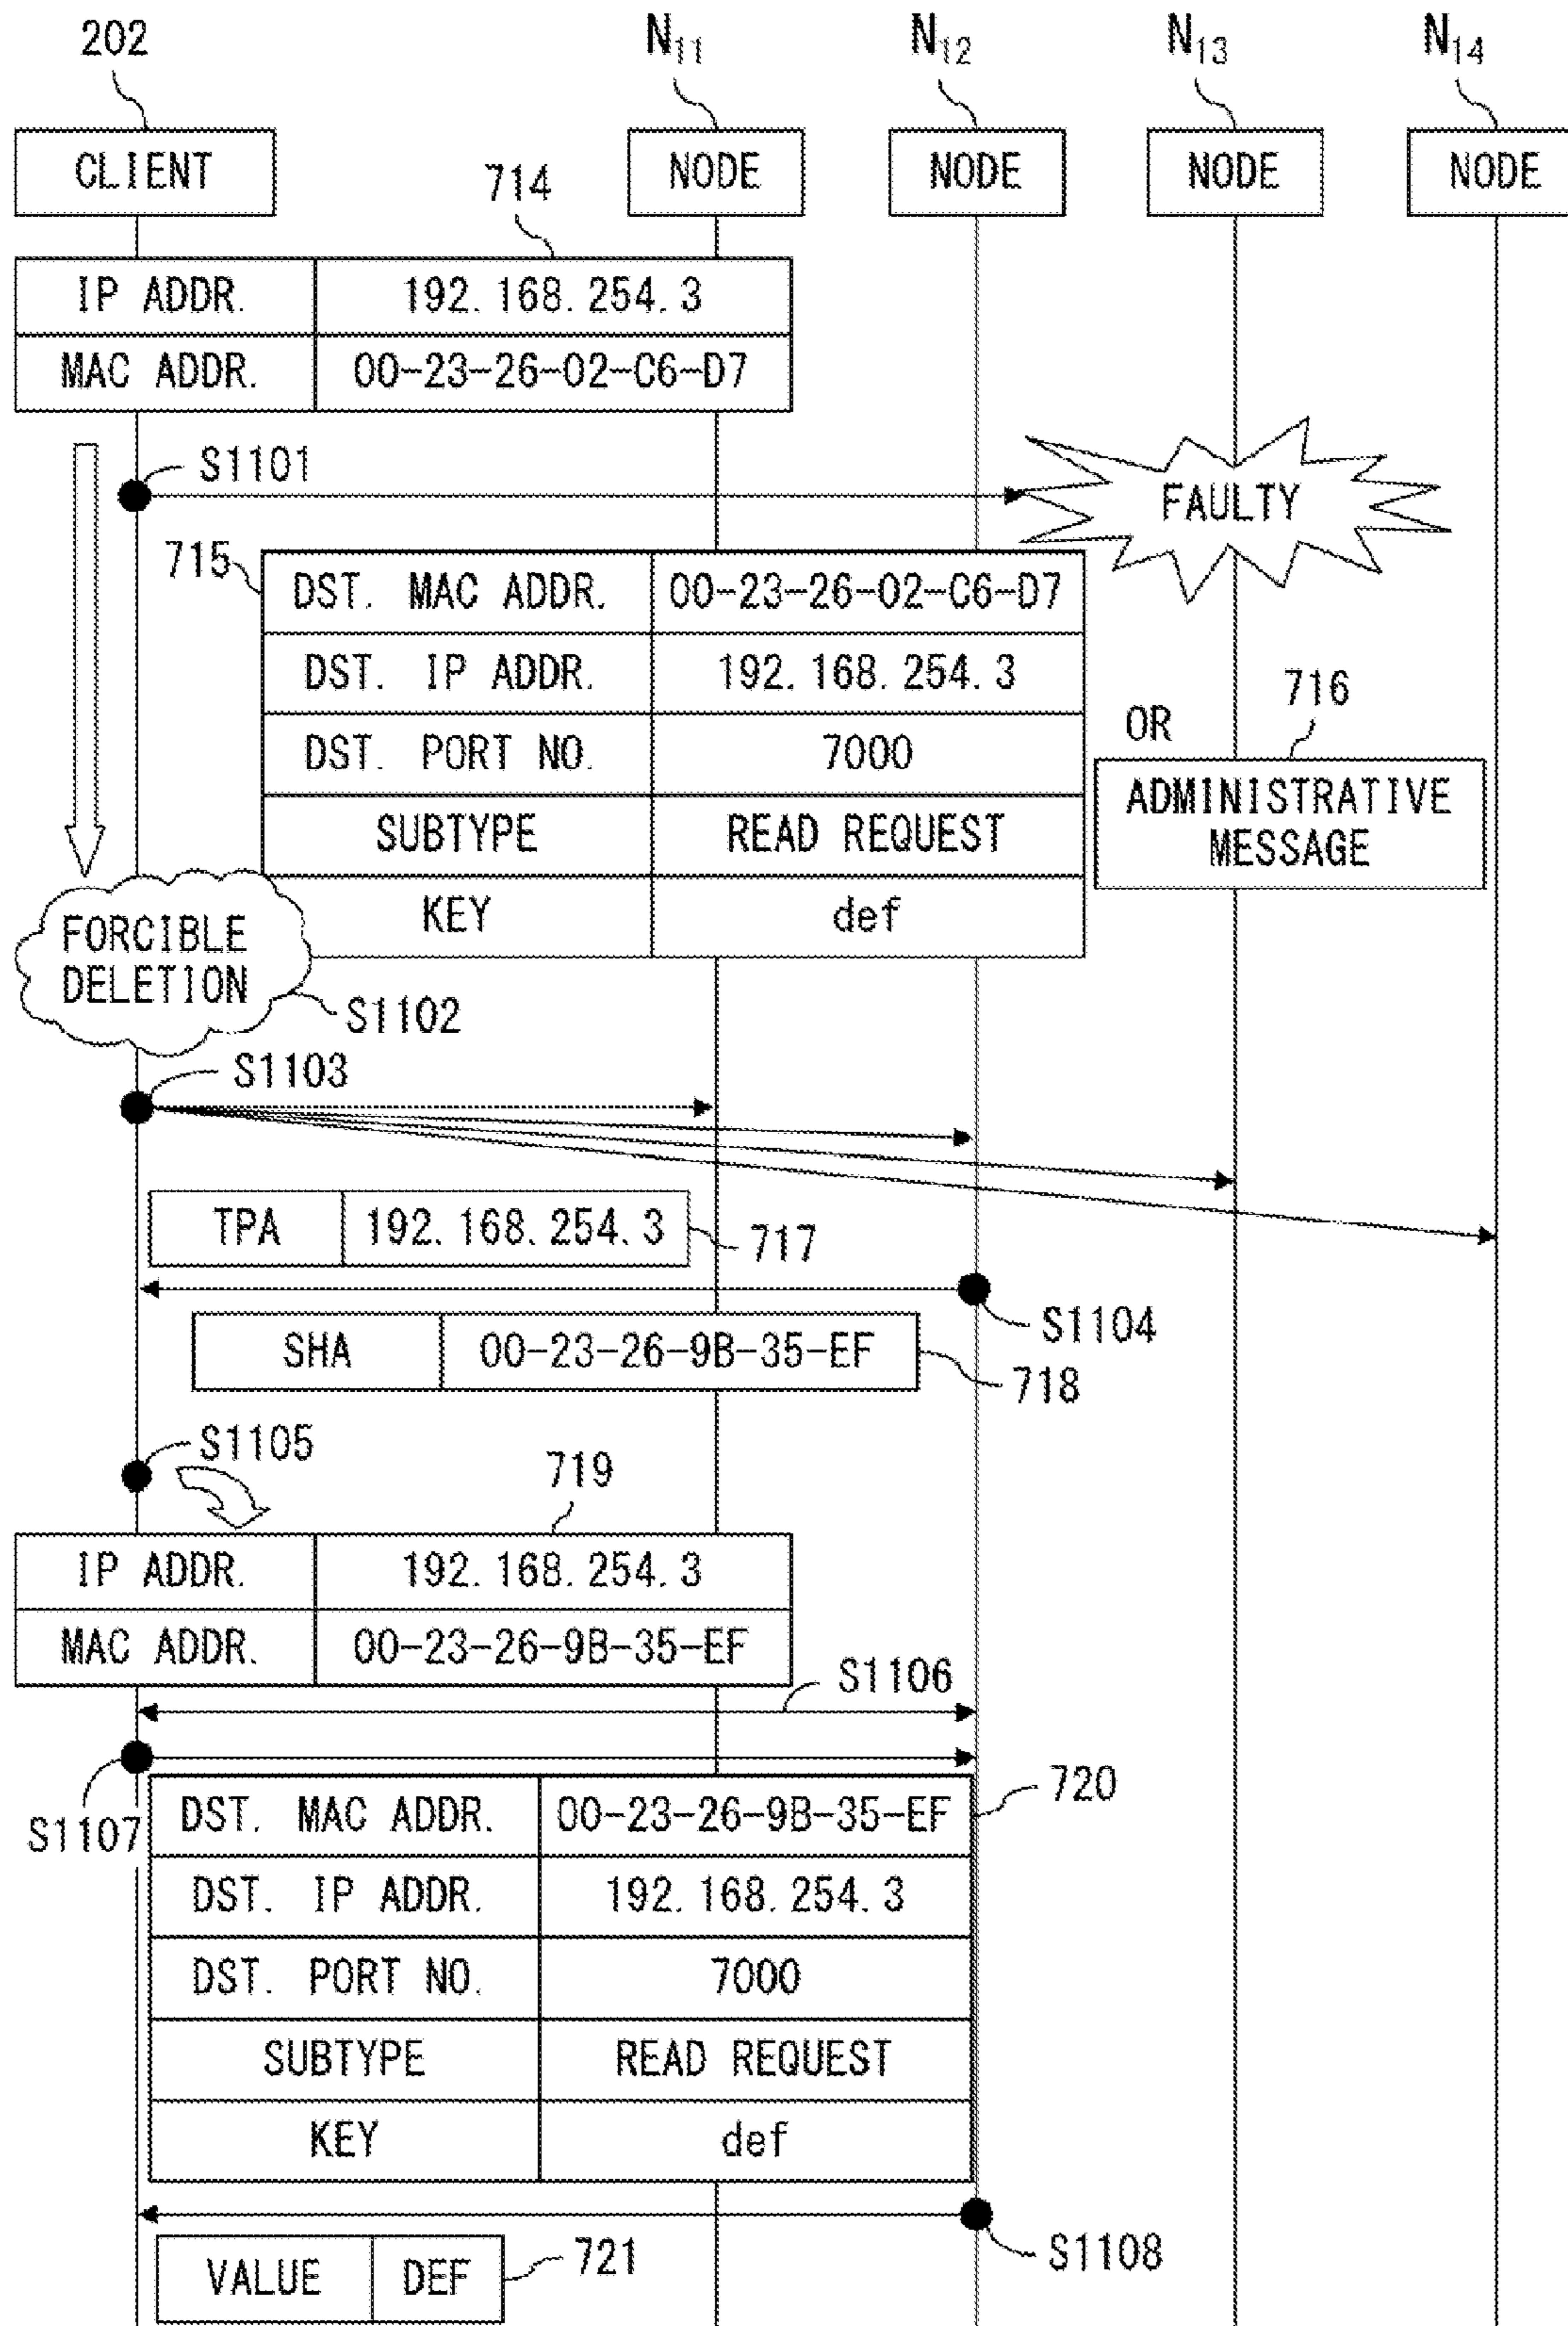 202
N11
N12
N13
N14
CLIENT
NODE
NODE
NODE
NODE
714
IP ADDR.
192.168.254.3
MAC ADDR.
00-23-26-02-C6-D7
S1101
FAULTY
715
DST. MAC ADDR.
00-23-26-02-C6-D7
DST. IP ADDR.
192.168.254.3
DST. PORT NO.
7000
SUBTYPE
READ REQUEST
KEY
def
OR
716
ADMINISTRATIVE
MESSAGE
FORCIBLE
DELETION
S1102
S1103
TPA
192.168.254.3
717
S1104
SHA
00-23-26-9B-35-EF
718
S1105
719
IP ADDR.
192.168.254.3
MAC ADDR.
00-23-26-9B-35-EF
S1106
S1107
720
DST. MAC ADDR.
00-23-26-9B-35-EF
DST. IP ADDR.
192.168.254.3
DST. PORT NO.
7000
SUBTYPE
READ REQUEST
KEY
def
S1108
VALUE
DEF
721